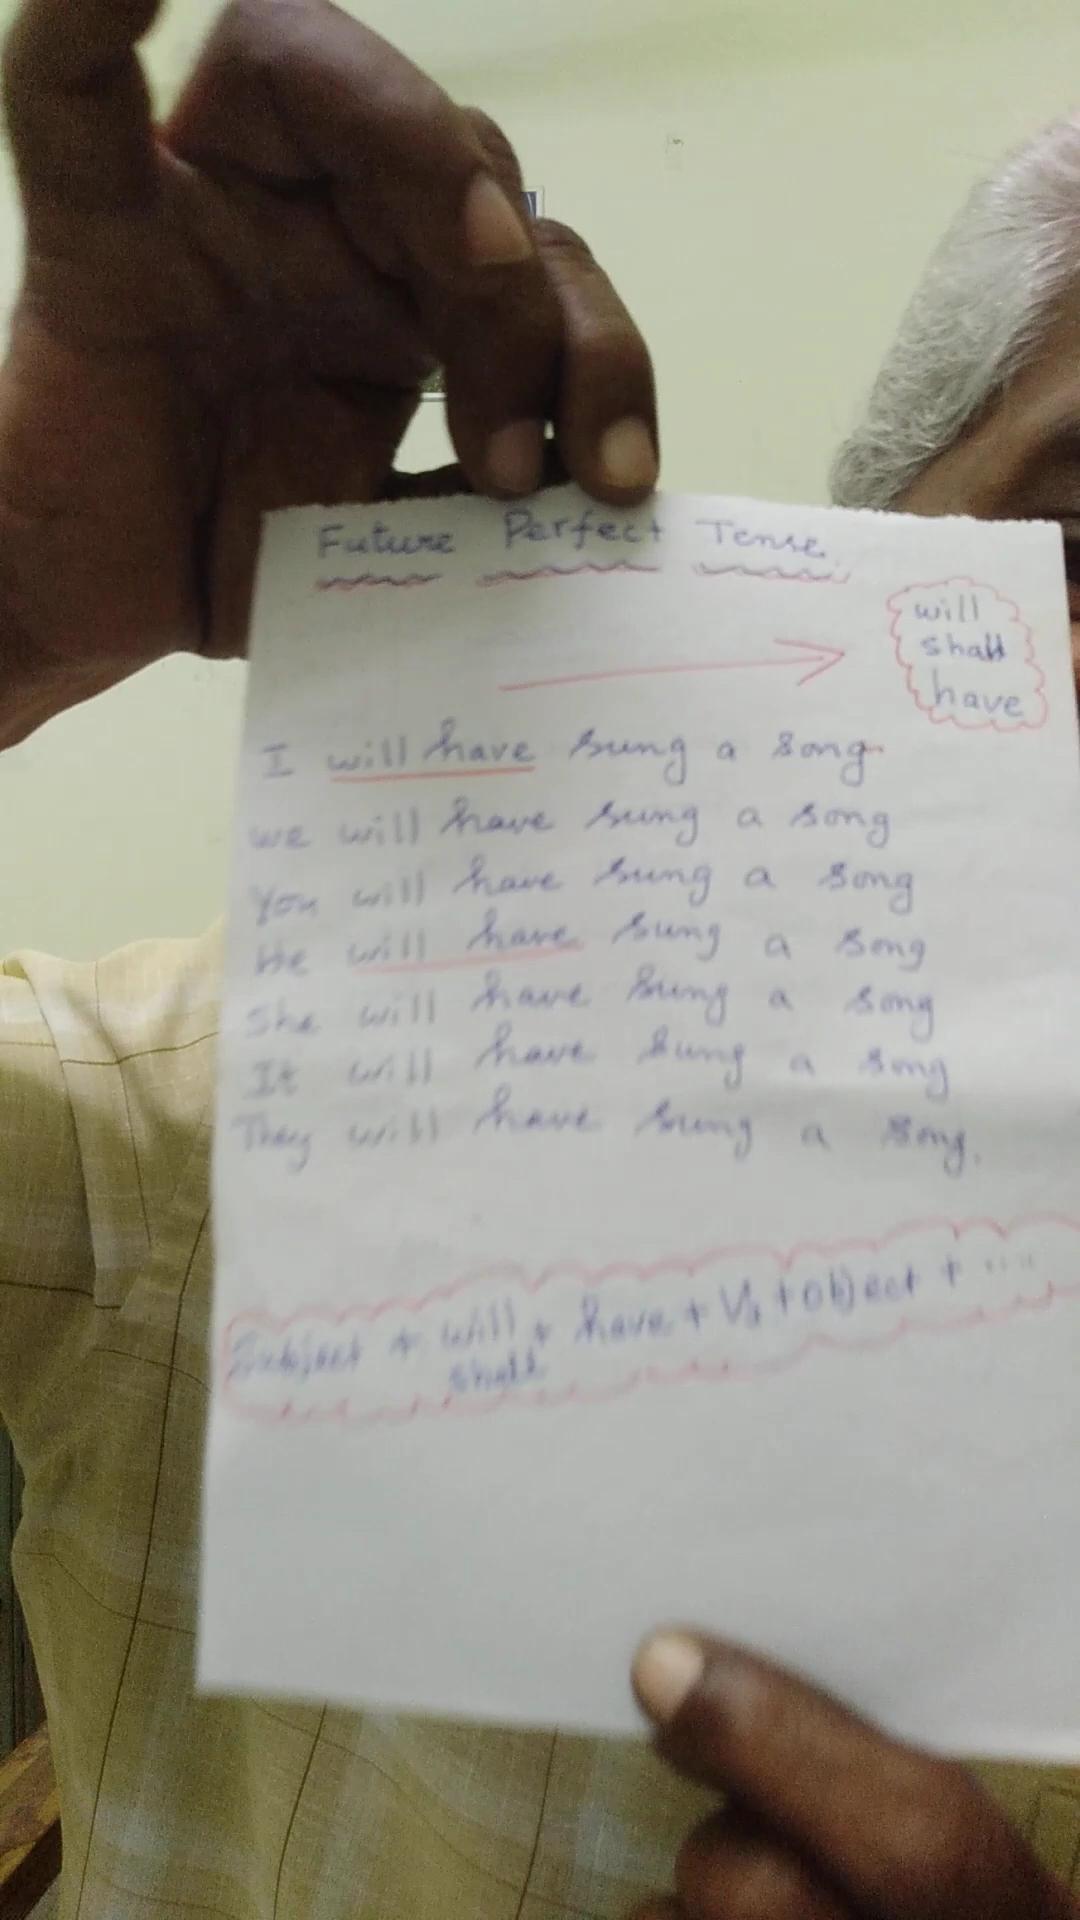 Future Perfect Tense
will
shall
have
I will have sung a song.
We will have sung a song
You will have sung a song
He will have sung a song
She will have sung a song
It will have sung a song
They will have sung a song.
Subject + will + have + V3 + object + ....
shall